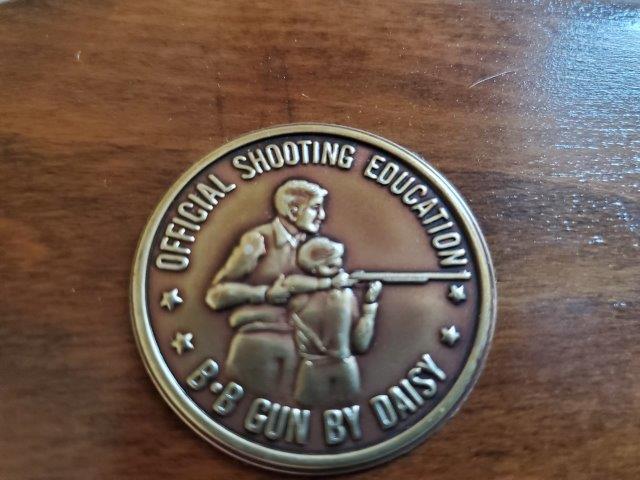 OFFICIAL SHOOTING EDUCATION
B•B GUN BY DAISY